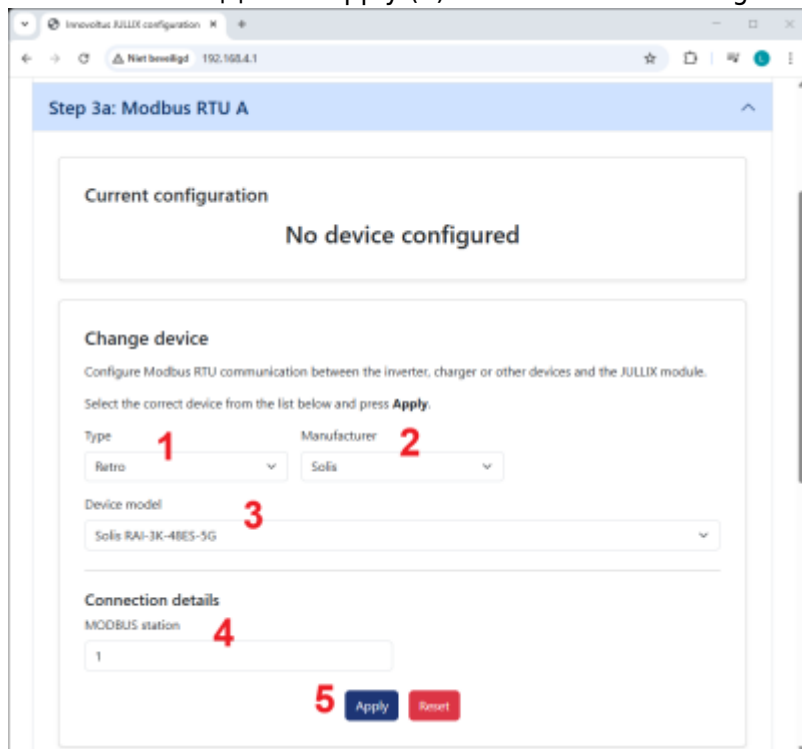 Innovoltus JULLIX configuration
Niet beveiligd 192.168.4.1
Step 3a: Modbus RTU A
Current configuration
No device configured
Change device
Configure Modbus RTU communication between the inverter, charger or other devices and the JULLIX module.
Select the correct device from the list below and press Apply.
Type 1 Manufacturer 2
Retro Solis
Device model 3
Solis RAI-3K-48ES-5G
Connection details
MODBUS station 4
1
5 Apply Reset